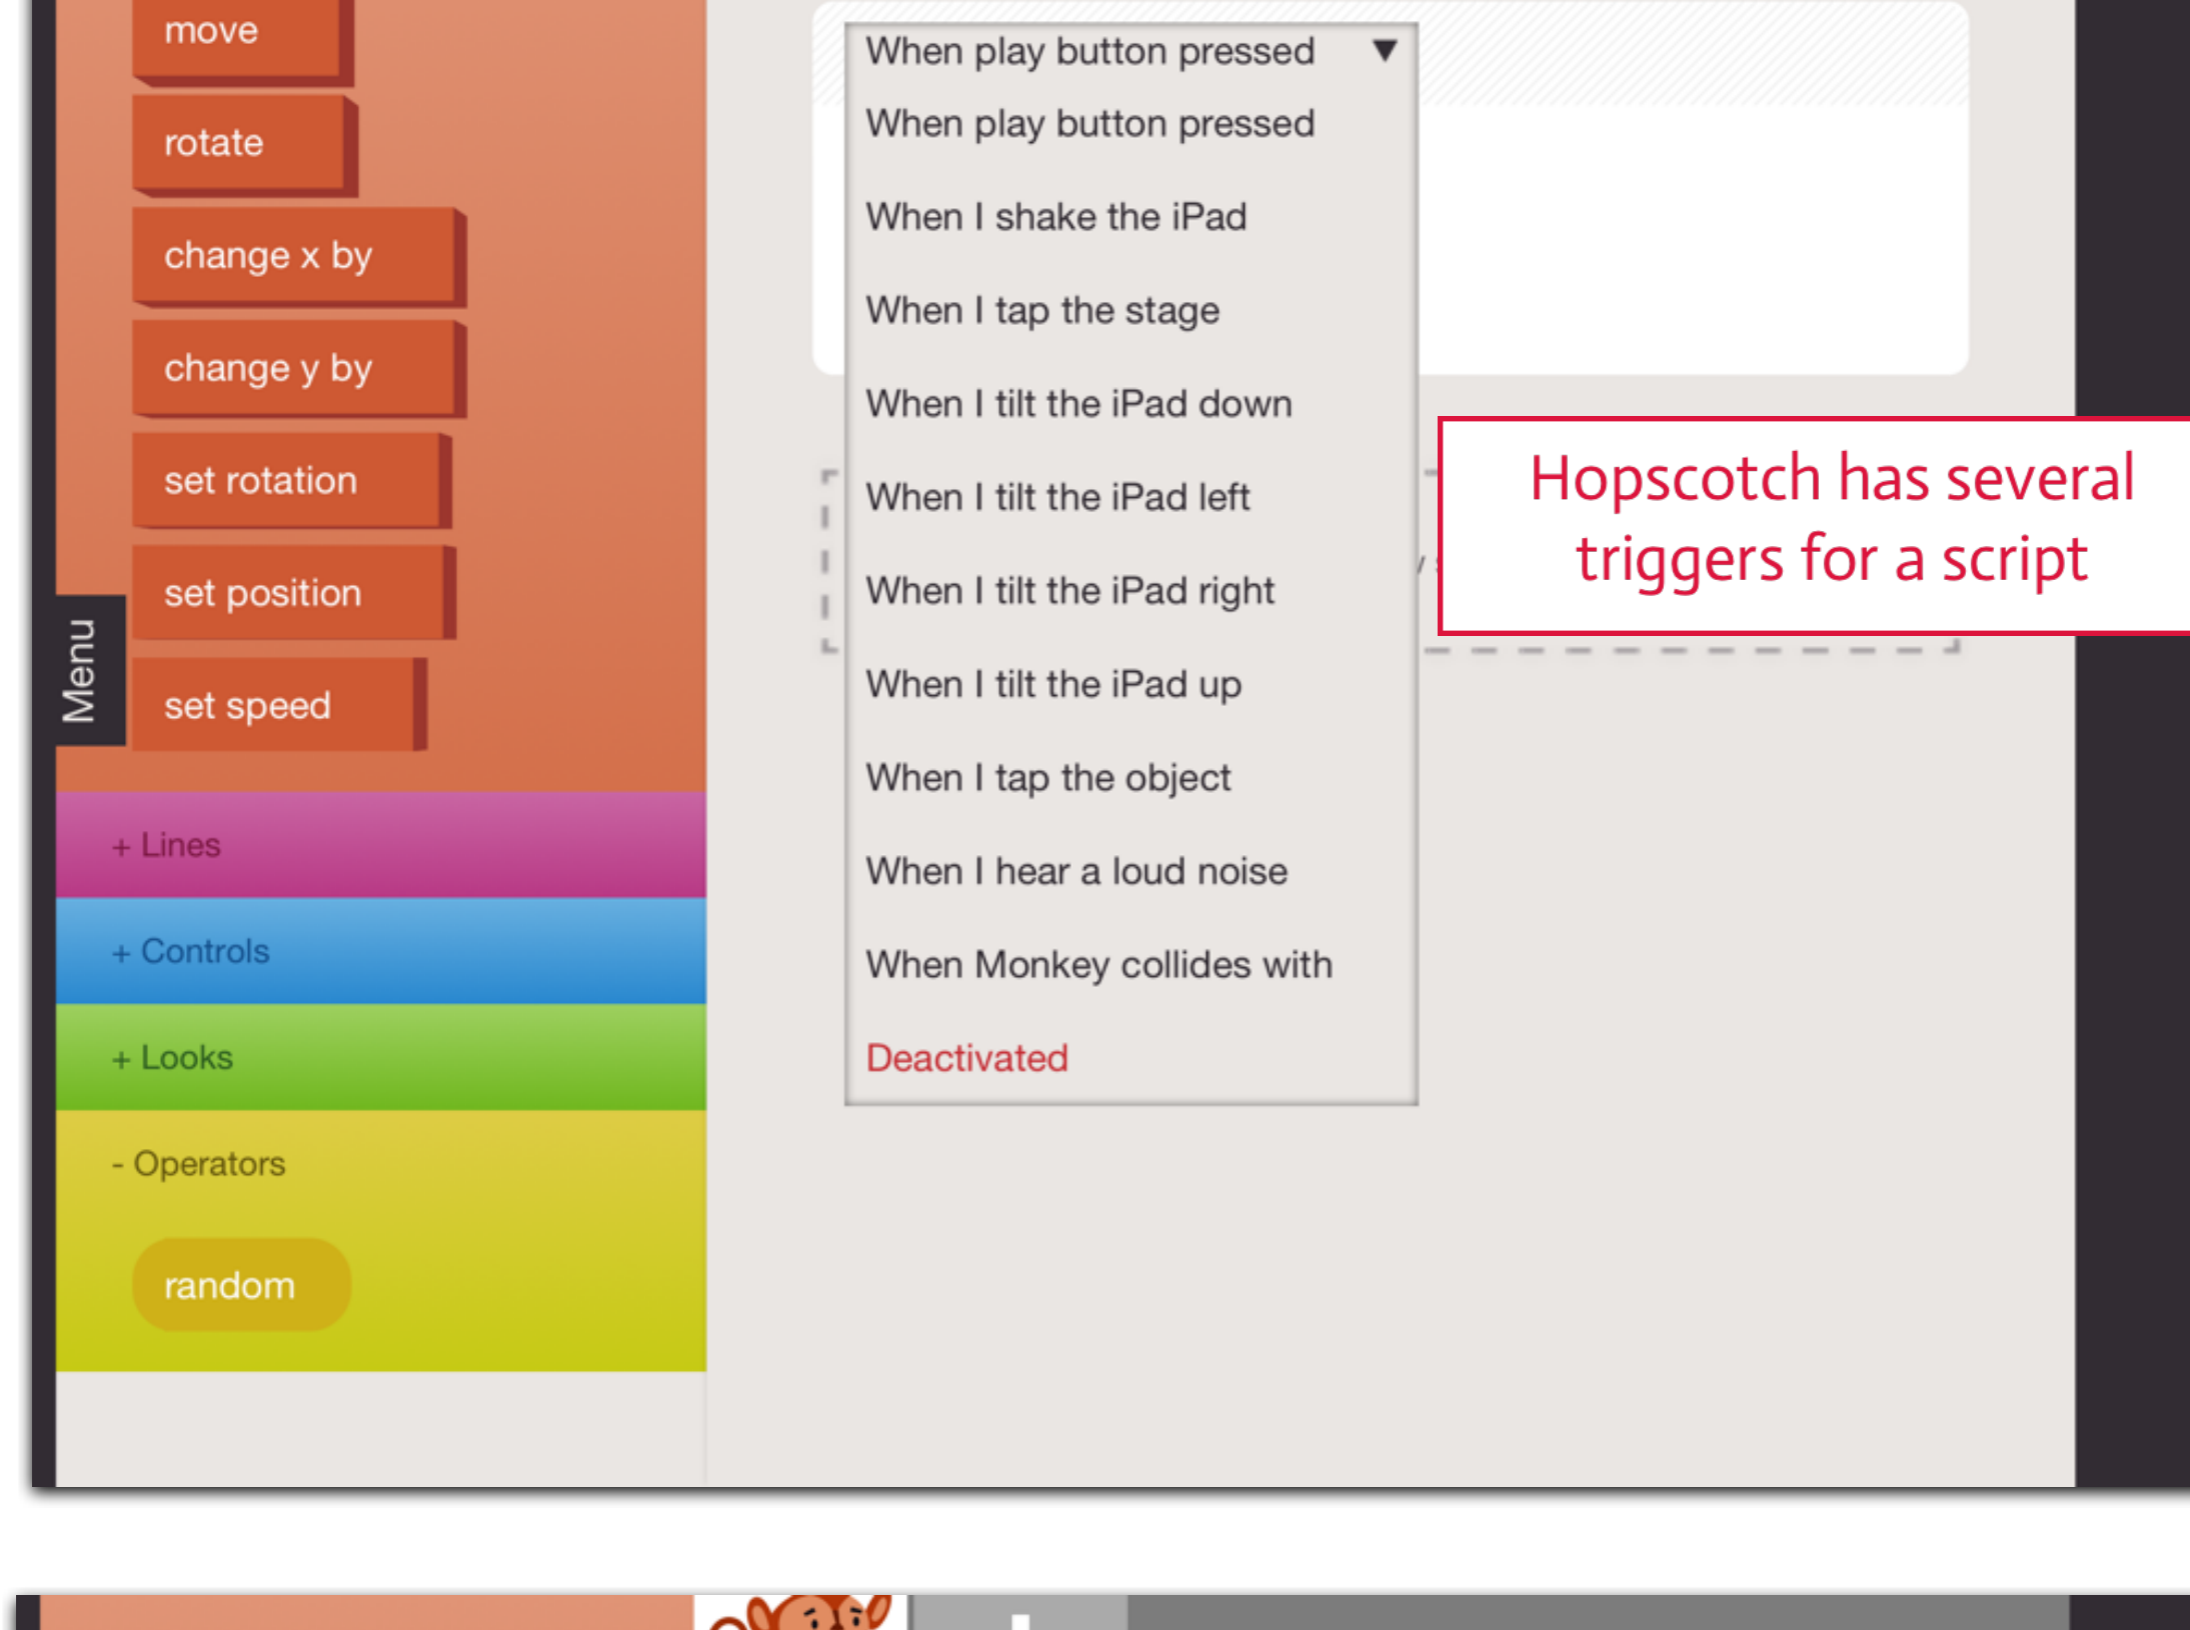 move
rotate
change x by
change y by
set rotation
set position
set speed
Menu
+ Lines
+ Controls
+ Looks
- Operators
random
When play button pressed ▼
When play button pressed
When I shake the iPad
When I tap the stage
When I tilt the iPad down
When I tilt the iPad left
When I tilt the iPad right
When I tilt the iPad up
When I tap the object
When I hear a loud noise
When Monkey collides with
Deactivated
Hopscotch has several
triggers for a script